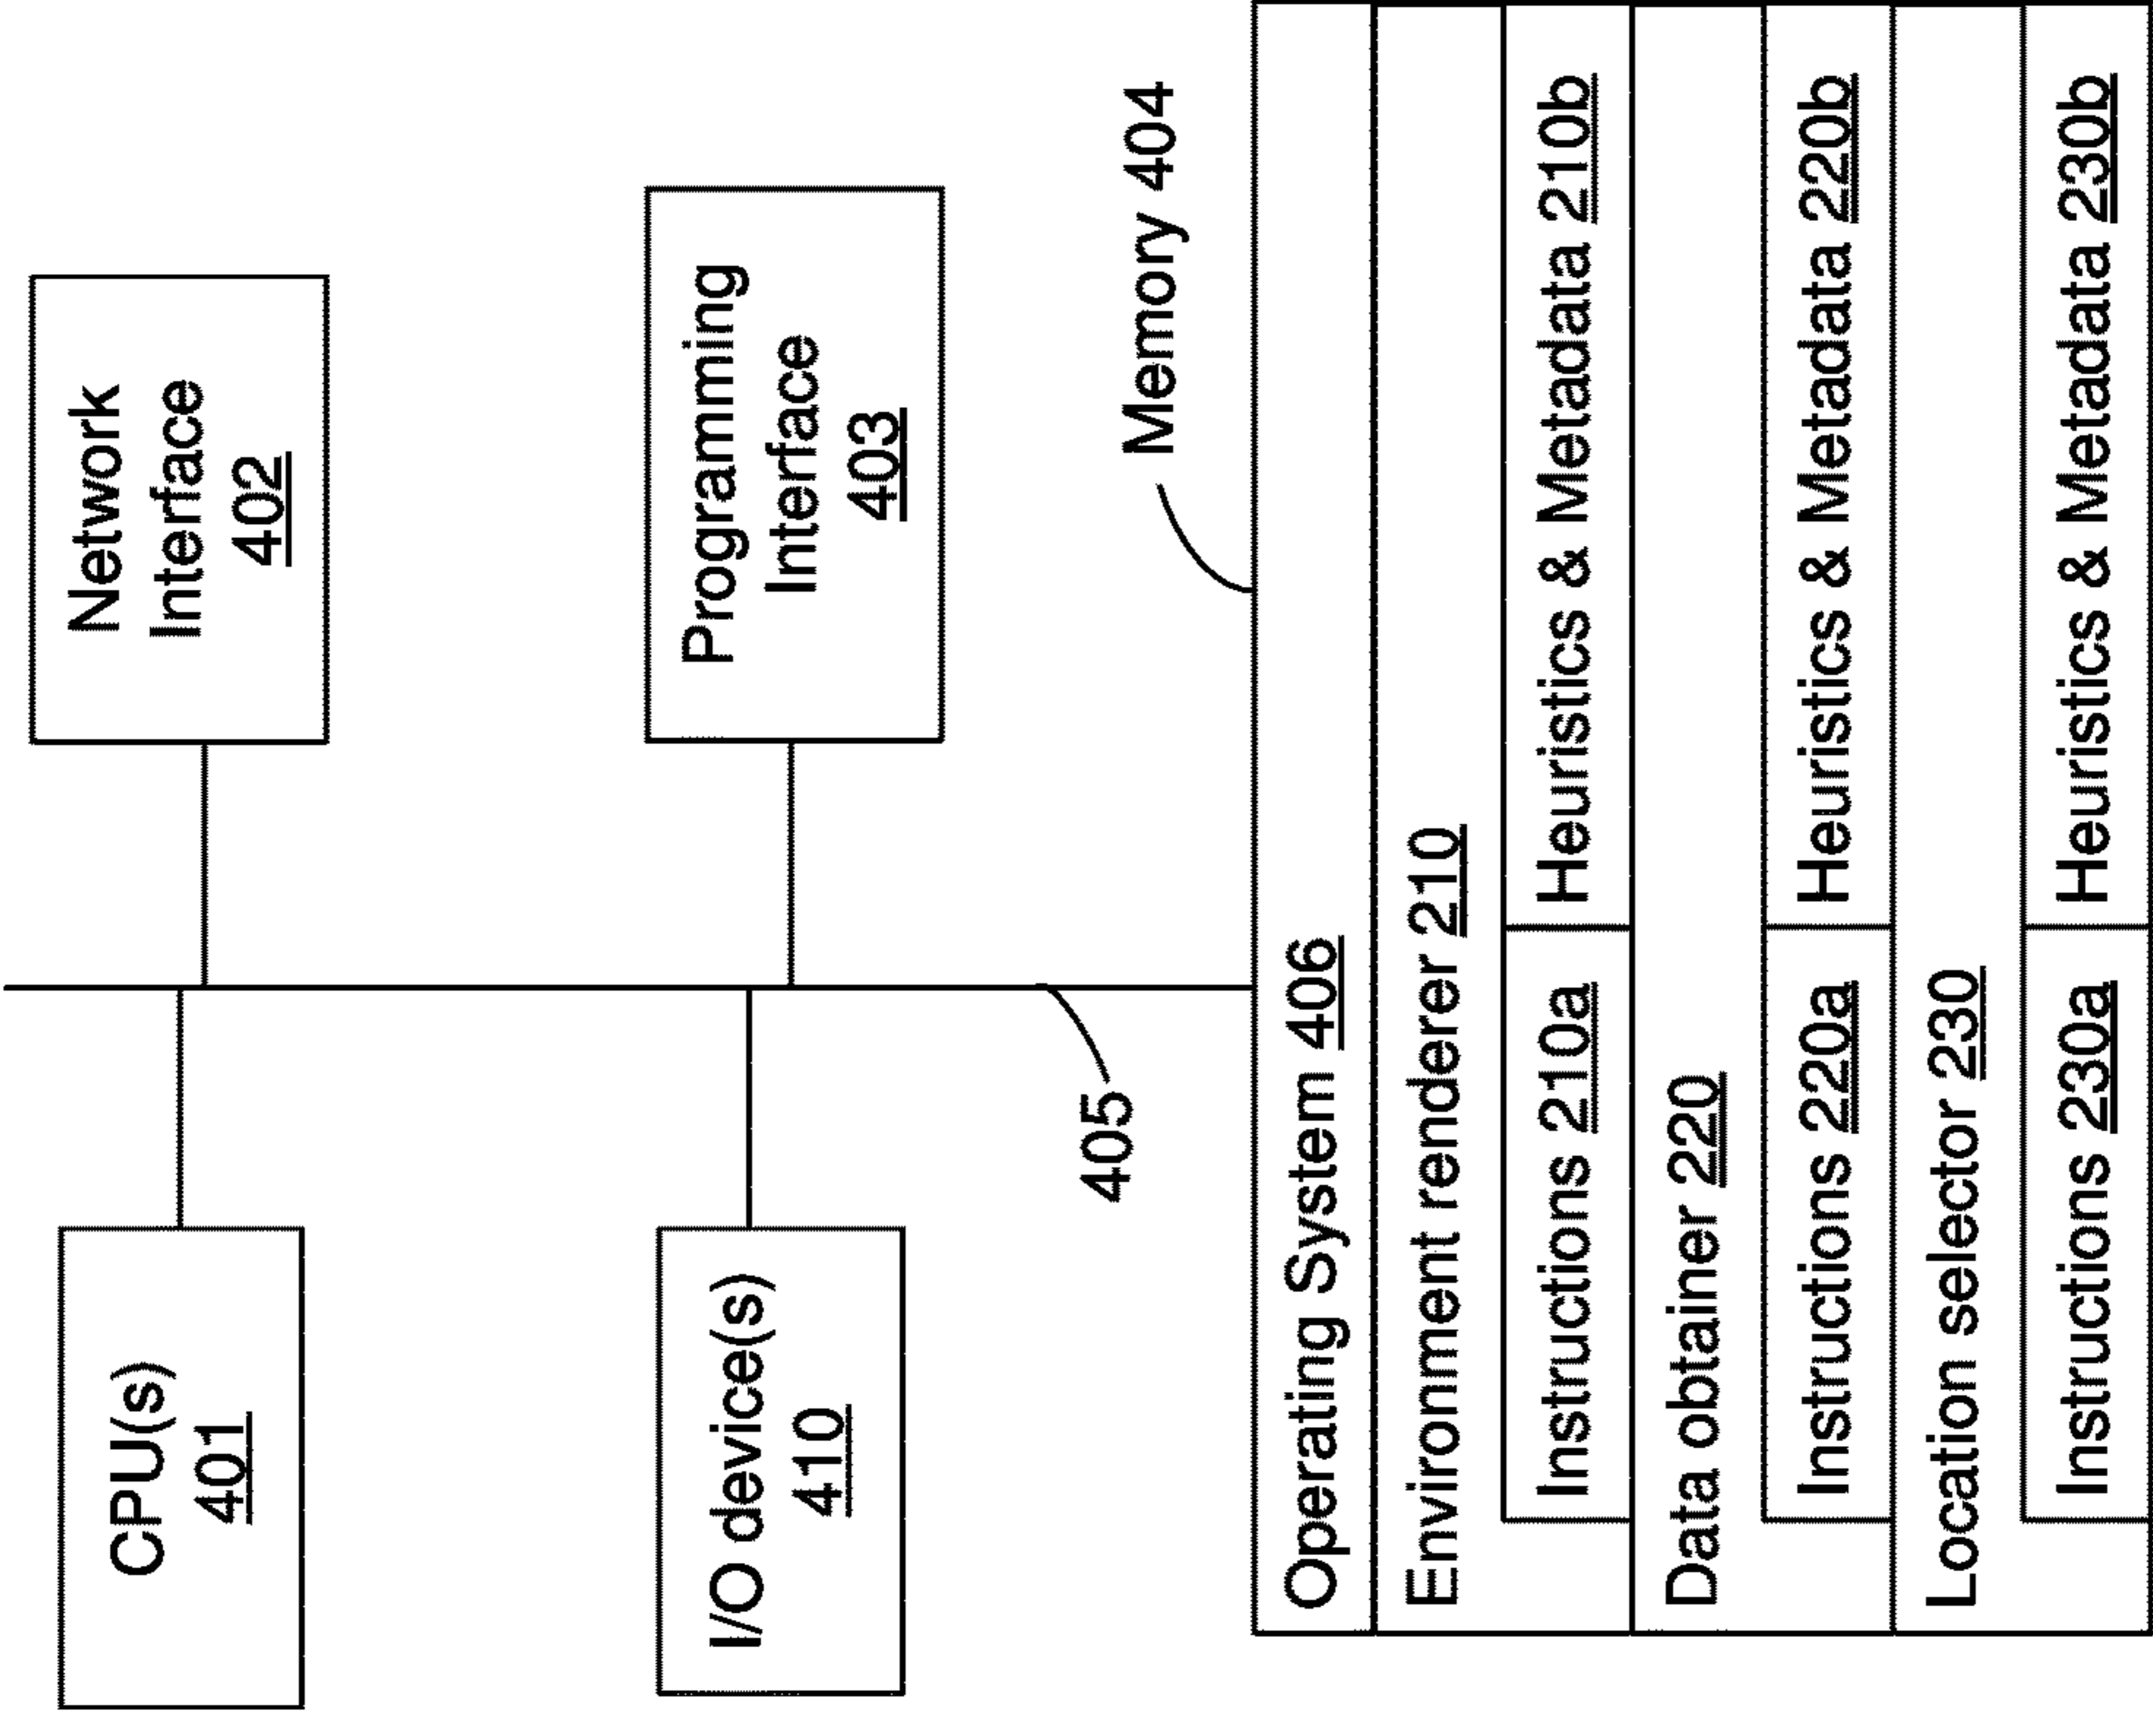 CPU(s)
401
Network
Interface
402
I/O device(s)
410
Programming
Interface
403
405
Memory 404
Operating System 406
Environment renderer 210
Instructions 210a
Heuristics & Metadata 210b
Data obtainer 220
Instructions 220a
Heuristics & Metadata 220b
Location selector 230
Instructions 230a
Heuristics & Metadata 230b